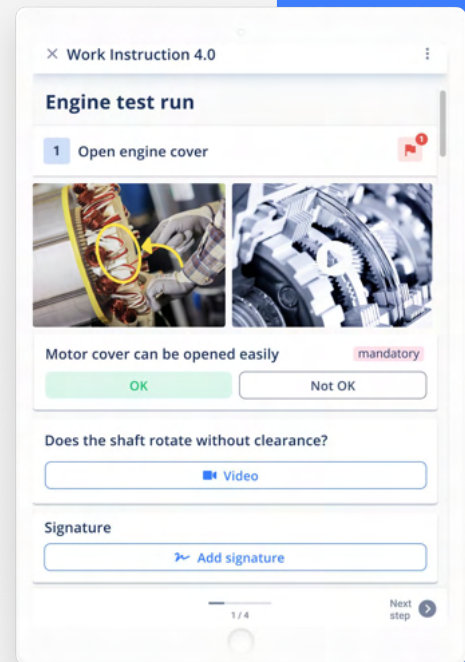 Work Instruction 4.0
Engine test run
1 Open engine cover 1
Motor cover can be opened easily mandatory
OK Not OK
Does the shaft rotate without clearance?
Video
Signature
Add signature
1 / 4
Next
step